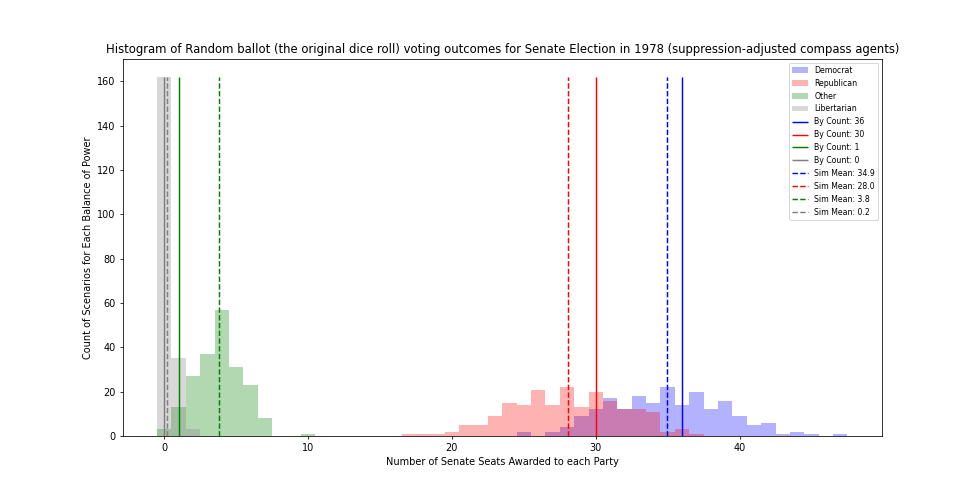 Histogram of Random ballot (the original dice roll) voting outcomes for Senate Election in 1978 (suppression-adjusted compass agents)
Count of Scenarios for Each Balance of Power
160
140
120
100
80
60
40
20
0
0 10 20 30 40
Number of Senate Seats Awarded to each Party
Democrat
Republican
Other
Libertarian
By Count: 36
By Count: 30
By Count: 1
By Count: 0
Sim Mean: 34.9
Sim Mean: 28.0
Sim Mean: 3.8
Sim Mean: 0.2